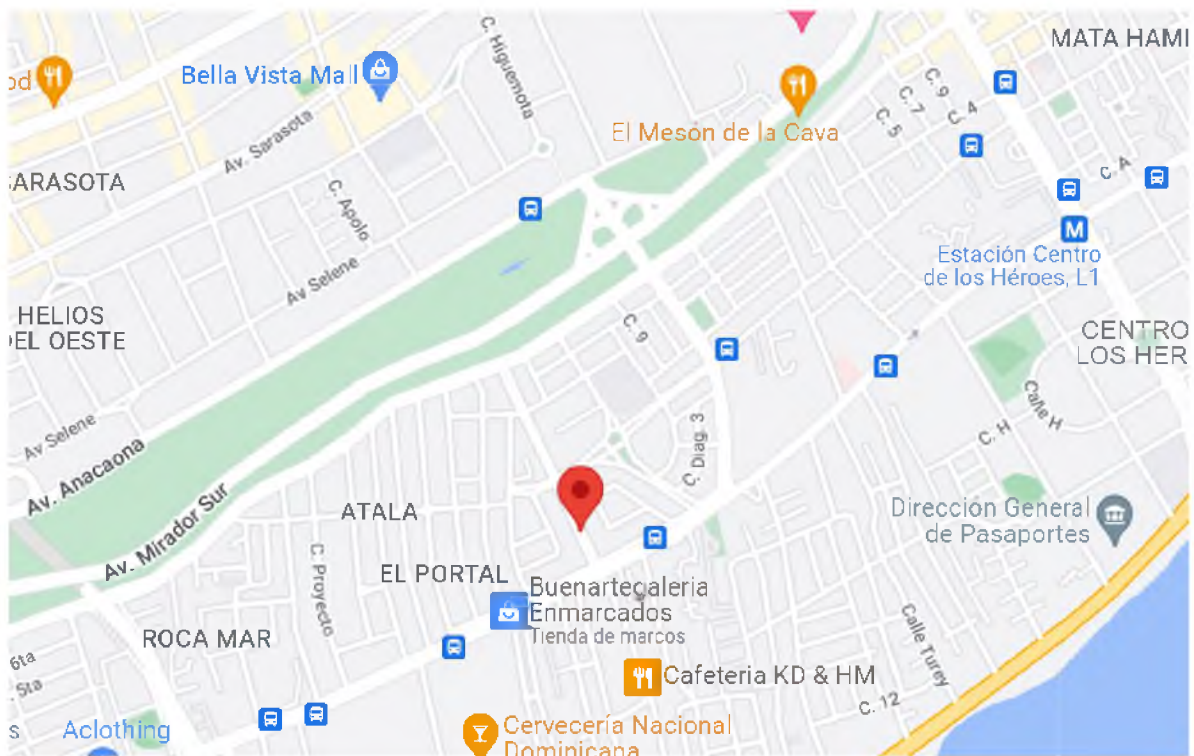 MATA HAMI
C. Higuemota
Bella Vista Mall
od
C. 9
C. 7
C. 4
C. 5
El Mesón de la Cava
Av. Sarasota
SARASOTA
C. A
C. Apolo
M
Estación Centro
de los Héroes, L1
Av Selene
HELIOS
DEL OESTE
C. 9
CENTRO
LOS HER
Calle H
C. H
Av Selene
Av. Anacaona
C. Diag. 3
Av. Mirador Sur
ATALA
Dirección General
de Pasaportes
C. Proyecto
EL PORTAL
Buenartegaleria
Enmarcados
Tienda de marcos
ROCA MAR
Calle Turey
6ta
5ta
Cafeteria KD & HM
C. 12
s
Aclothing
Cervecería Nacional
Dominicana